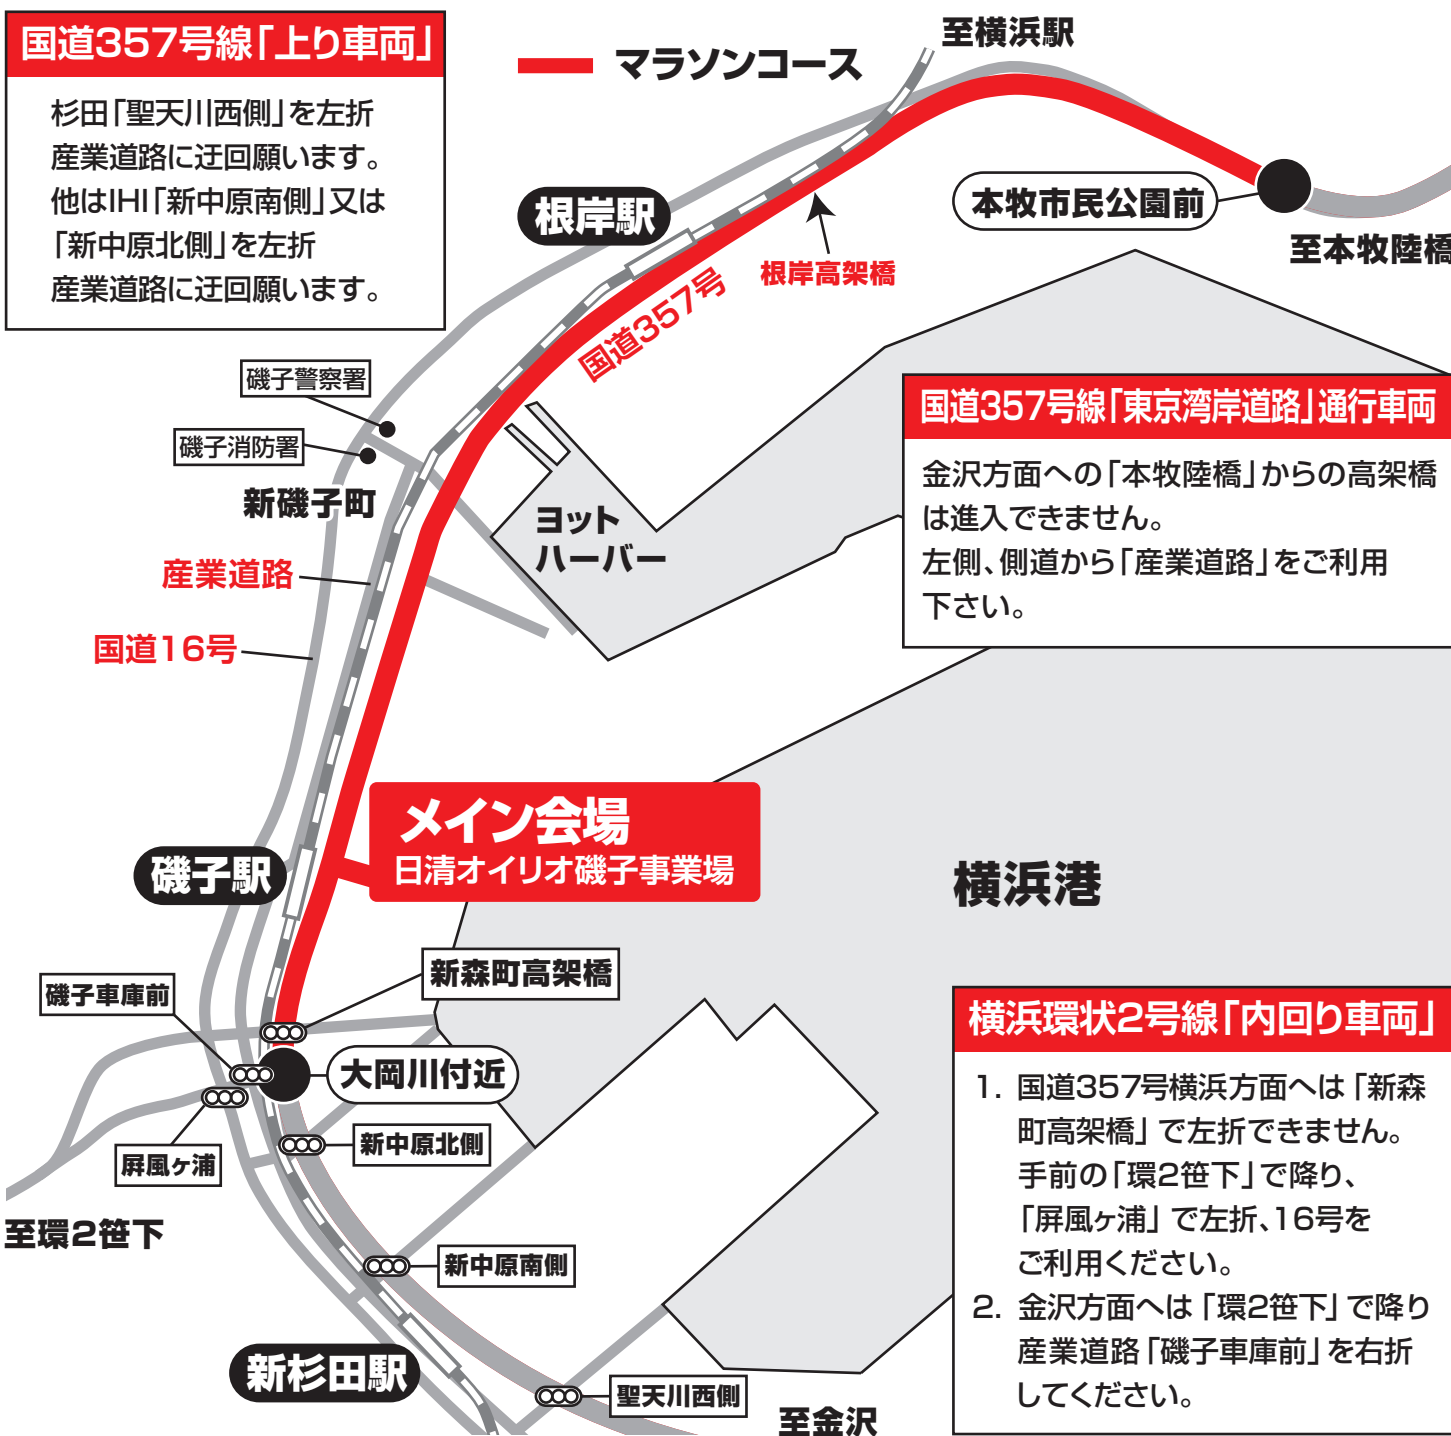 国道357号線「上り車両」
杉田「聖天川西側」を左折
産業道路に迂回願います。
他はIHI「新中原南側」又は
「新中原北側」を左折
産業道路に迂回願います。
マラソンコース
至横浜駅
根岸駅
本牧市民公園前
至本牧陸橋
根岸高架橋
国道357号
磯子警察署
磯子消防署
新磯子町
ヨット
ハーバー
産業道路
国道16号
国道357号線「東京湾岸道路」通行車両
金沢方面への「本牧陸橋」からの高架橋
は進入できません。
左側、側道から「産業道路」をご利用
下さい。
メイン会場
日清オイリオ磯子事業場
磯子駅
横浜港
新森町高架橋
磯子車庫前
大岡川付近
新中原北側
屏風ヶ浦
至環2笹下
新中原南側
新杉田駅
聖天川西側
至金沢
横浜環状2号線「内回り車両」
1. 国道357号横浜方面へは「新森
町高架橋」で左折できません。
手前の「環2笹下」で降り、
「屏風ヶ浦」で左折、16号を
ご利用ください。
2. 金沢方面へは「環2笹下」で降り
産業道路「磯子車庫前」を右折
してください。